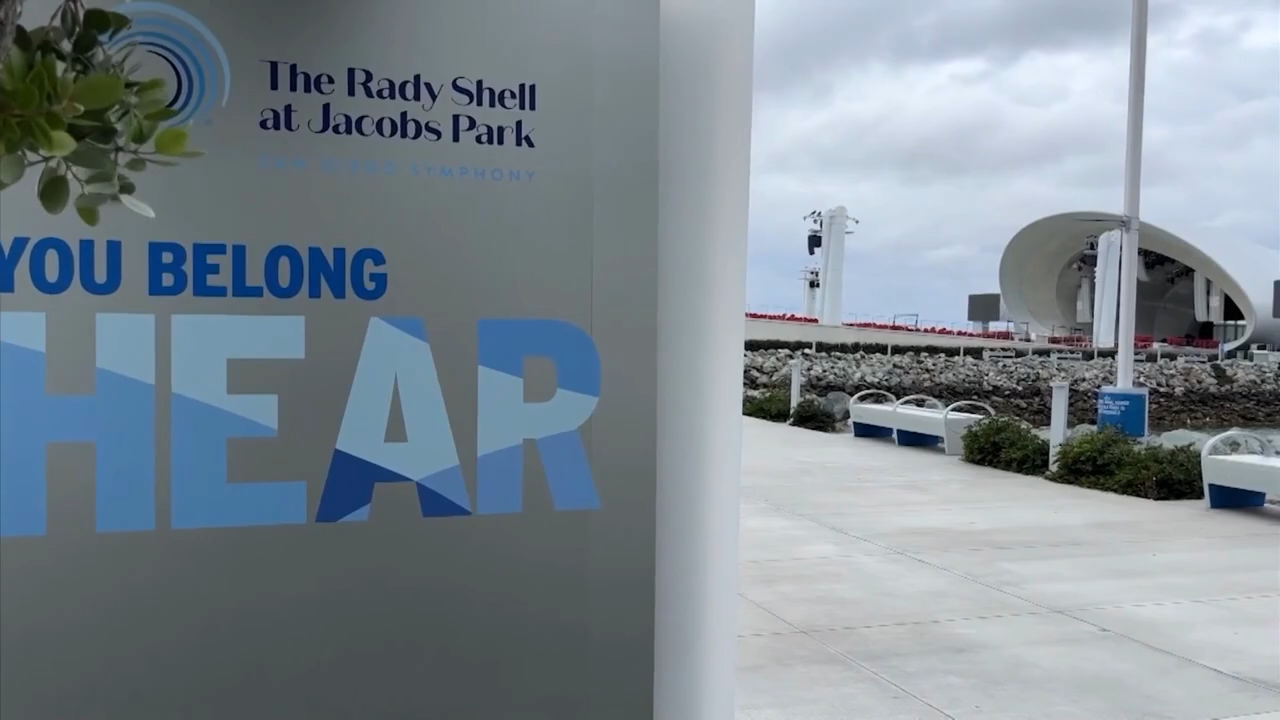 The Rady Shell
at Jacobs Park
SAN DIEGO SYMPHONY
YOU BELONG
HEAR